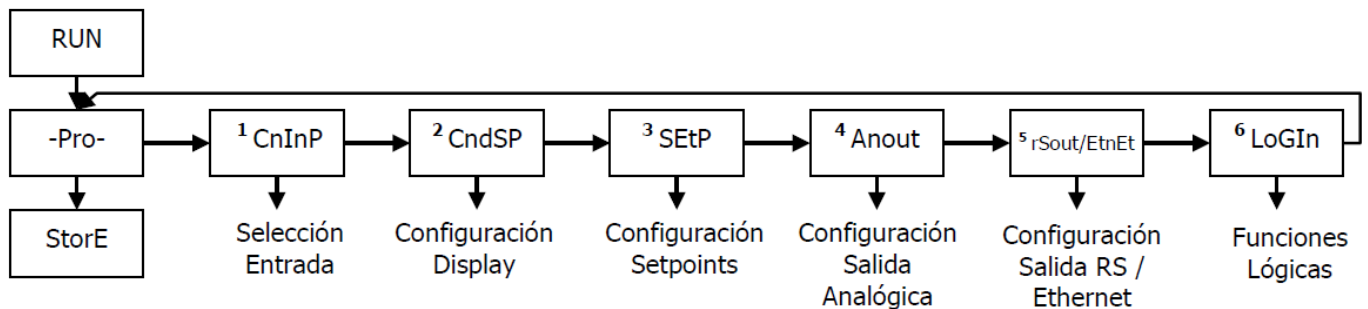 RUN
-Pro-
1 CnInP
2 CndSP
3 SEtP
4 Anout
5 rSout/EtnEt
6 LoGIn
StorE
Selección
Entrada
Configuración
Display
Configuración
Setpoints
Configuración
Salida
Analógica
Configuración
Salida RS /
Ethernet
Funciones
Lógicas